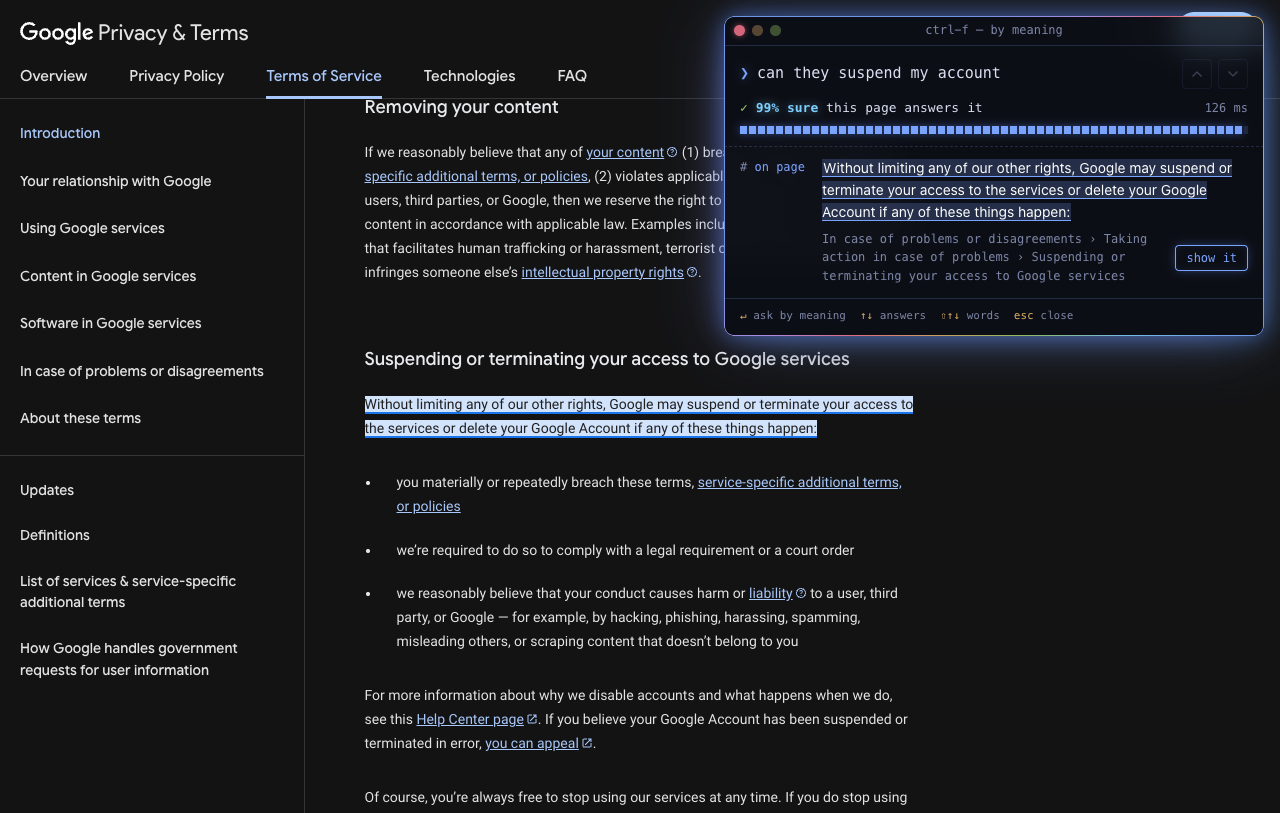 Google Privacy & Terms
Overview
Privacy Policy
Terms of Service
Technologies
FAQ
Introduction
Your relationship with Google
Using Google services
Content in Google services
Software in Google services
In case of problems or disagreements
About these terms
Updates
Definitions
List of services & service-specific
additional terms
How Google handles government
requests for user information
Removing your content
If we reasonably believe that any of your content (1)
specific additional terms, or policies, (2) violates
users, third parties, or Google, then we reserve the right to
content in accordance with applicable law. Examples
that facilitates human trafficking or harassment, terrorist
infringes someone else’s intellectual property rights.
Suspending or terminating your access to Google services
Without limiting any of our other rights, Google may suspend or terminate your access to
the services or delete your Google Account if any of these things happen:
• you materially or repeatedly breach these terms, service-specific additional terms,
or policies
• we’re required to do so to comply with a legal requirement or a court order
• we reasonably believe that your conduct causes harm or liability to a user, third
party, or Google — for example, by hacking, phishing, harassing, spamming,
misleading others, or scraping content that doesn’t belong to you
For more information about why we disable accounts and what happens when we do,
see this Help Center page. If you believe your Google Account has been suspended or
terminated in error, you can appeal.
Of course, you’re always free to stop using our services at any time. If you do stop using
ctrl-f — by meaning
❯ can they suspend my account
✓ 99% sure this page answers it
126 ms
# on page
Without limiting any of our other rights, Google may suspend or
terminate your access to the services or delete your Google
Account if any of these things happen:
In case of problems or disagreements › Taking
action in case of problems › Suspending or
terminating your access to Google services
show it
↵ ask by meaning ↑↓ answers ⇧↑↓ words esc close